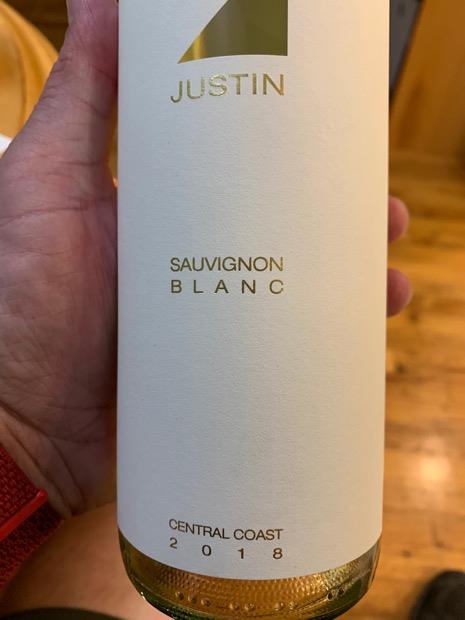 JUSTIN
SAUVIGNON
BLANC
CENTRAL COAST
2018